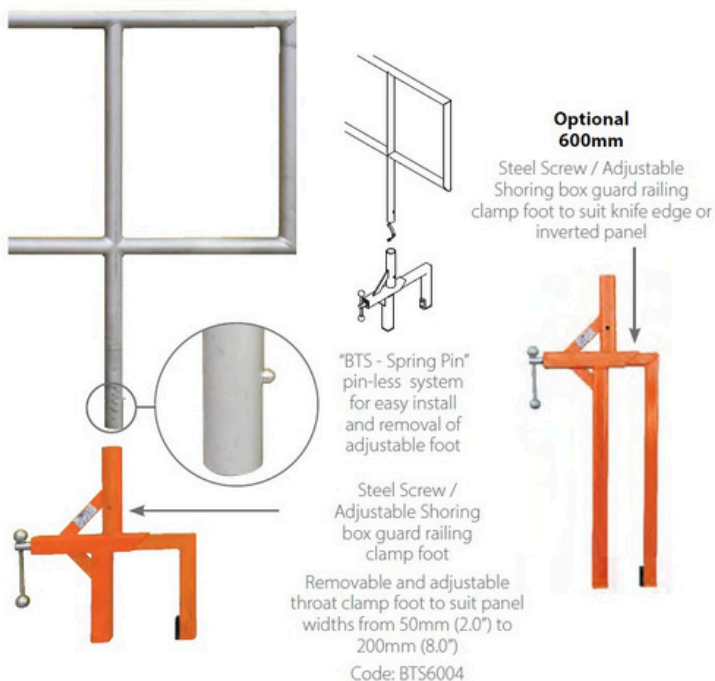 Optional
600mm
Steel Screw / Adjustable
Shoring box guard railing
clamp foot to suit knife edge or
inverted panel
"BTS - Spring Pin"
pin-less system
for easy install
and removal of
adjustable foot
Steel Screw /
Adjustable Shoring
box guard railing
clamp foot
Removable and adjustable
throat clamp foot to suit panel
widths from 50mm (2.0") to
200mm (8.0")
Code: BTS6004